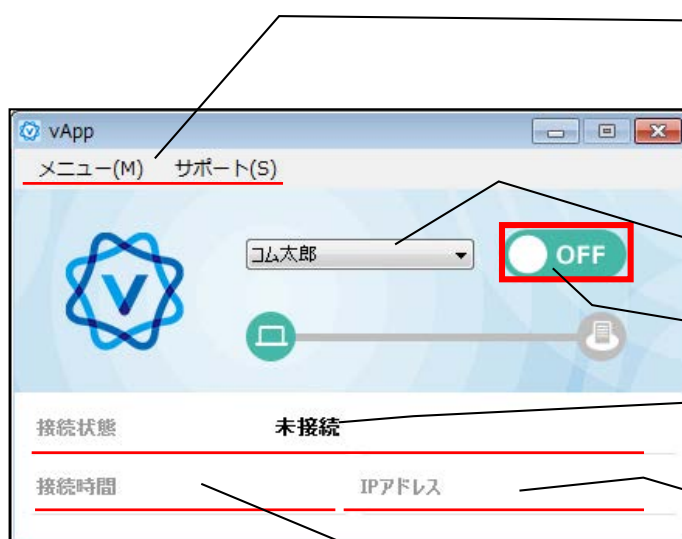 vApp
メニュー(M) サポート(S)
コム太郎
OFF
接続状態 未接続
接続時間 IPアドレス